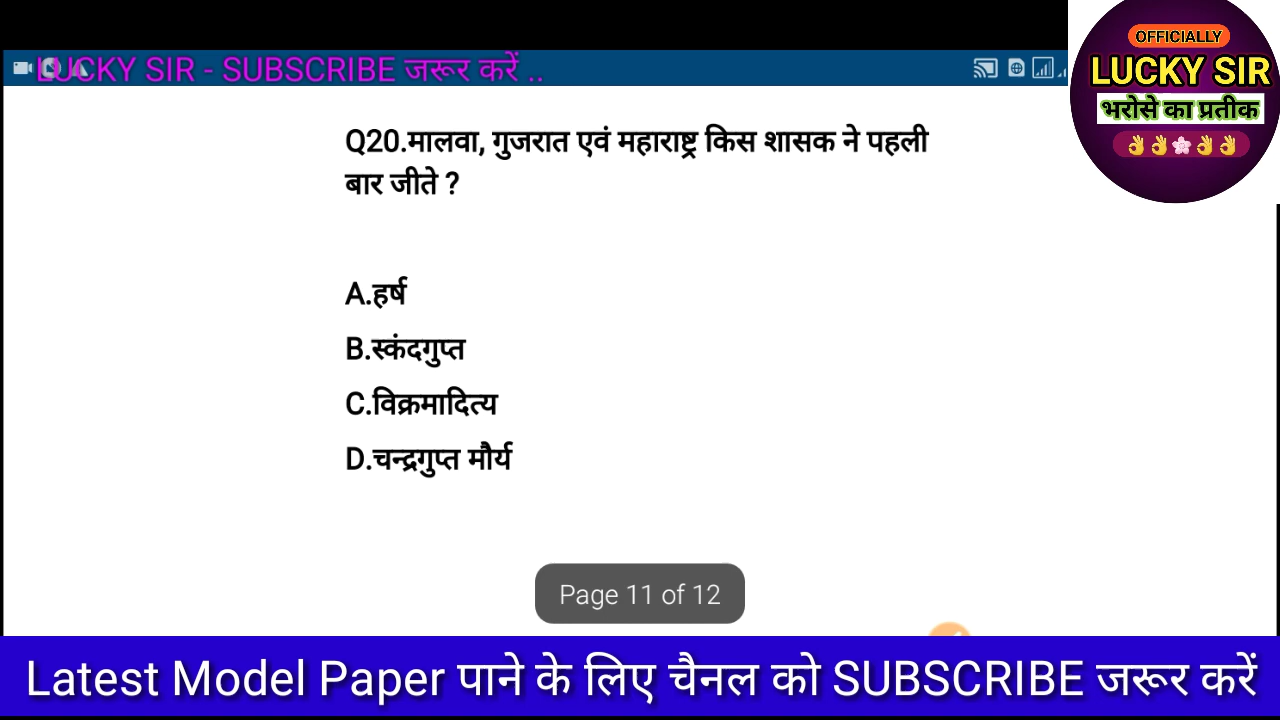 LUCKY SIR - SUBSCRIBE जरूर करें ..
OFFICIALLY
LUCKY SIR
भरोसे का प्रतीक
👌👌🌸👌👌
Q20.मालवा, गुजरात एवं महाराष्ट्र किस शासक ने पहली
बार जीते ?
A.हर्ष
B.स्कंदगुप्त
C.विक्रमादित्य
D.चन्द्रगुप्त मौर्य
Page 11 of 12
Latest Model Paper पाने के लिए चैनल को SUBSCRIBE जरूर करें